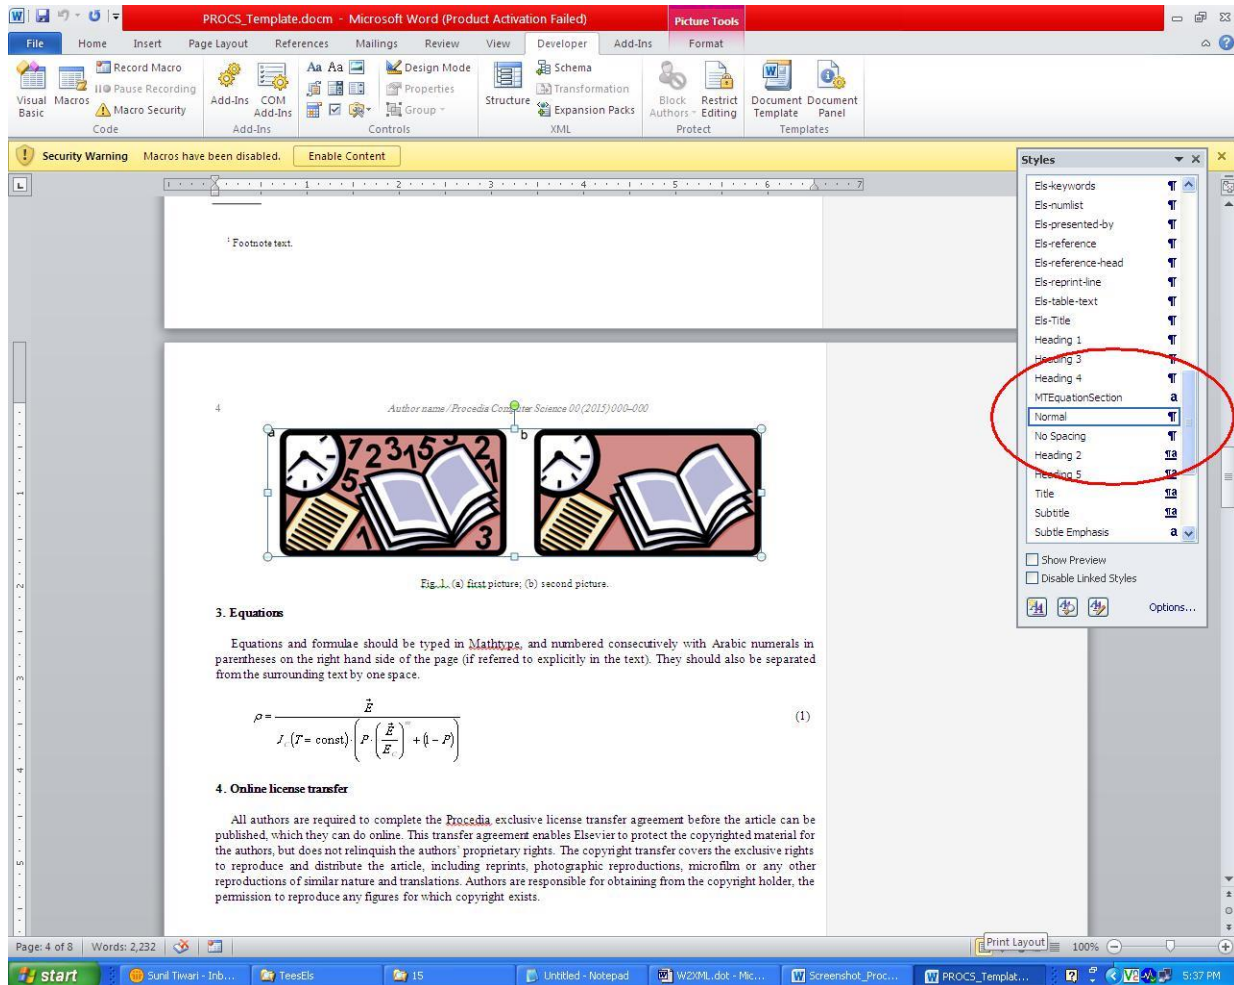 PROCS_Template.docm - Microsoft Word (Product Activation Failed)
Picture Tools
File Home Insert Page Layout References Mailings Review View Developer Add-Ins Format
Visual Basic
Macros
Record Macro
Pause Recording
Macro Security
Code
Add-Ins
COM Add-Ins
Add-Ins
Aa Aa
Design Mode
Properties
Group
Controls
Structure
Schema
Transformation
Expansion Packs
XML
Block Authors
Restrict Editing
Protect
Document Template
Document Panel
Templates
Security Warning Macros have been disabled. Enable Content
1 2 3 4 5 6 7
1 Footnote text.
4 Author name / Procedia Computer Science 00 (2015) 000–000
a
b
Fig. 1. (a) first picture; (b) second picture.
3. Equations
Equations and formulae should be typed in Mathtype, and numbered consecutively with Arabic numerals in
parentheses on the right hand side of the page (if referred to explicitly in the text). They should also be separated
from the surrounding text by one space.
(1)
4. Online license transfer
All authors are required to complete the Procedia exclusive license transfer agreement before the article can be
published, which they can do online. This transfer agreement enables Elsevier to protect the copyrighted material for
the authors, but does not relinquish the authors' proprietary rights. The copyright transfer covers the exclusive rights
to reproduce and distribute the article, including reprints, photographic reproductions, microfilm or any other
reproductions of similar nature and translations. Authors are responsible for obtaining from the copyright holder, the
permission to reproduce any figures for which copyright exists.
Styles
Els-keywords
Els-numlist
Els-presented-by
Els-reference
Els-reference-head
Els-reprint-line
Els-table-text
Els-Title
Heading 1
Heading 3
Heading 4
MTEquationSection
Normal
No Spacing
Heading 2
Heading 5
Title
Subtitle
Subtle Emphasis
Show Preview
Disable Linked Styles
Options...
Page: 4 of 8 Words: 2,232
Print Layout
100%
start
Sunil Tiwari - Inb...
TeesEls
15
Untitled - Notepad
W2XML.dot - Mic...
Screenshot_Proc...
PROCS_Templat...
5:37 PM